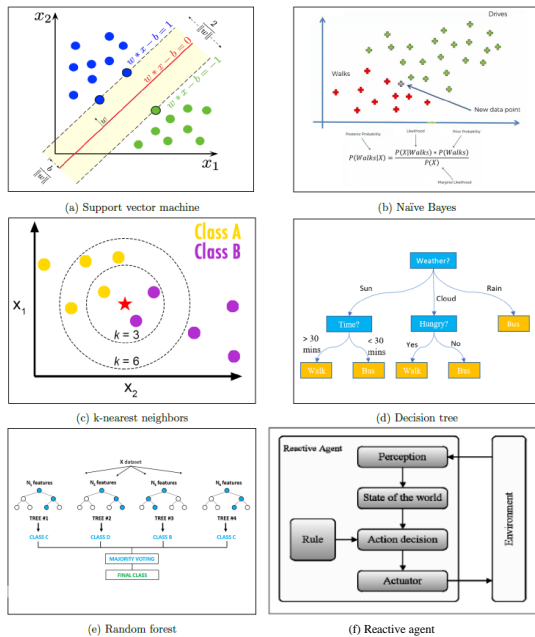 x2
w * x − b = 1
w * x − b = 0
w * x − b = −1
2
‖w‖
w
b
‖w‖
x1
(a) Support vector machine
Drives
Walks
New data point
Posterior Probability
Likelihood
Prior Probability
P(Walks|X) = P(X|Walks) * P(Walks)
P(X)
Marginal Likelihood
(b) Naïve Bayes
Class A
Class B
X1
k = 3
k = 6
X2
(c) k-nearest neighbors
Weather?
Sun
Cloud
Rain
Time?
Hungry?
Bus
> 30
mins
< 30
mins
Yes
No
Walk
Bus
Walk
Bus
(d) Decision tree
X dataset
N1 features
N2 features
N3 features
N4 features
TREE #1
TREE #2
TREE #3
TREE #4
CLASS C
CLASS D
CLASS B
CLASS C
MAJORITY VOTING
FINAL CLASS
(e) Random forest
Reactive Agent
Perception
State of the world
Rule
Action decision
Actuator
Environment
(f) Reactive agent